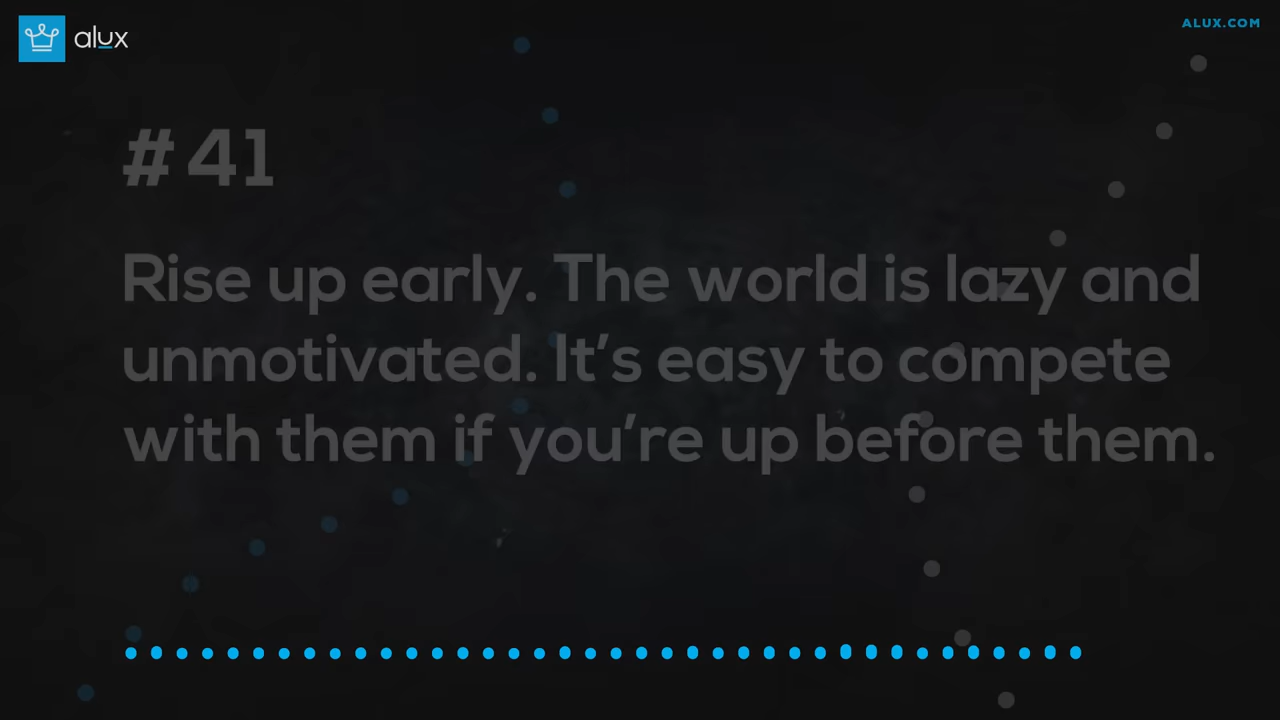 alux
ALUX.COM
#41
Rise up early. The world is lazy and
unmotivated. It’s easy to compete
with them if you’re up before them.